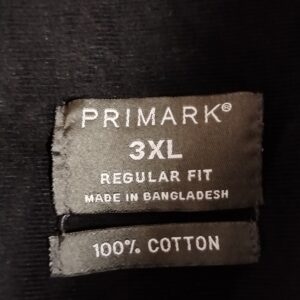 PRIMARK®
3XL
REGULAR FIT
MADE IN BANGLADESH
100% COTTON